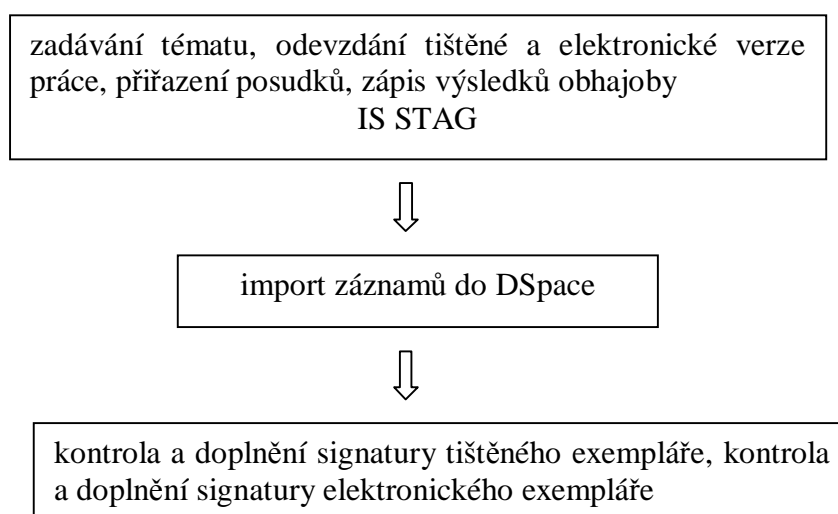 zadávání tématu, odevzdání tištěné a elektronické verze
práce, přiřazení posudků, zápis výsledků obhajoby
IS STAG
import záznamů do DSpace
kontrola a doplnění signatury tištěného exempláře, kontrola
a doplnění signatury elektronického exempláře